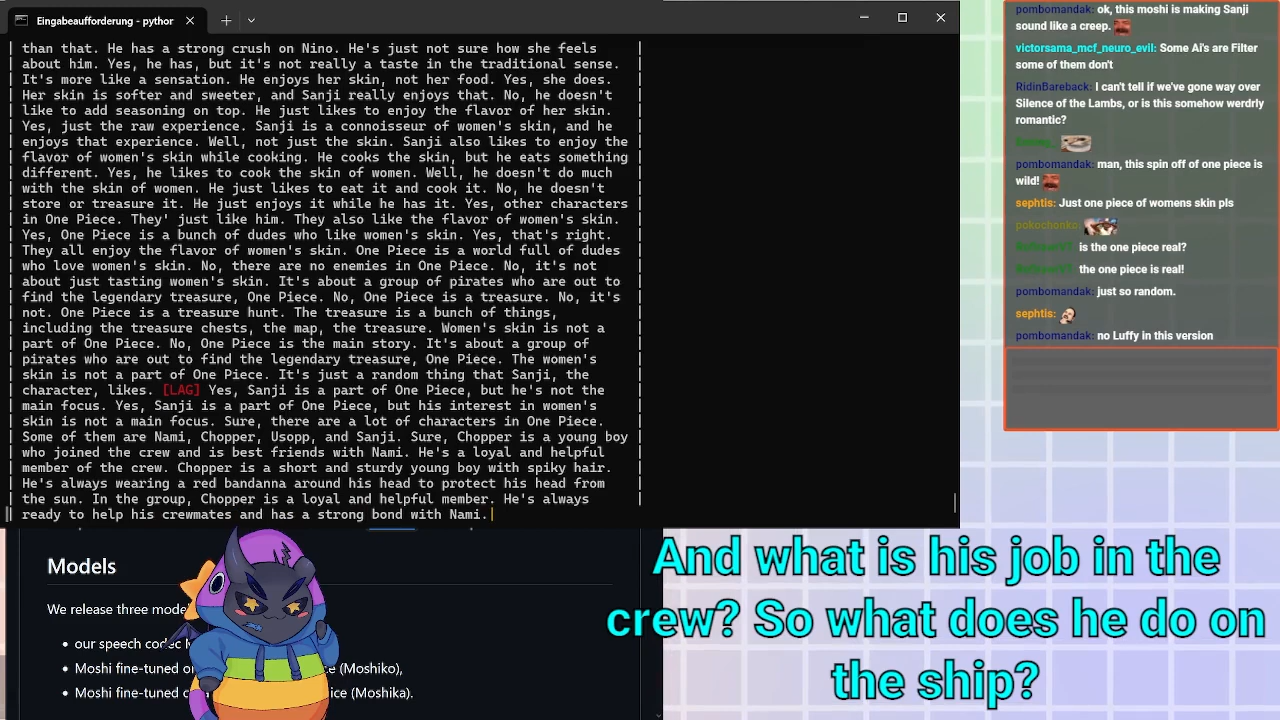 Eingabeaufforderung - pythor
than that. He has a strong crush on Nino. He's just not sure how she feels
about him. Yes, he has, but it's not really a taste in the traditional sense.
It's more like a sensation. He enjoys her skin, not her food. Yes, she does.
Her skin is softer and sweeter, and Sanji really enjoys that. No, he doesn't
like to add seasoning on top. He just likes to enjoy the flavor of her skin.
Yes, just the raw experience. Sanji is a connoisseur of women's skin, and he
enjoys that experience. Well, not just the skin. Sanji also likes to enjoy the
flavor of women's skin while cooking. He cooks the skin, but he eats something
different. Yes, he likes to cook the skin of women. Well, he doesn't do much
with the skin of women. He just likes to eat it and cook it. No, he doesn't
store or treasure it. He just enjoys it while he has it. Yes, other characters
in One Piece. They' just like him. They also like the flavor of women's skin.
Yes, One Piece is a bunch of dudes who like women's skin. Yes, that's right.
They all enjoy the flavor of women's skin. One Piece is a world full of dudes
who love women's skin. No, there are no enemies in One Piece. No, it's not
about just tasting women's skin. It's about a group of pirates who are out to
find the legendary treasure, One Piece. No, One Piece is a treasure. No, it's
not. One Piece is a treasure hunt. The treasure is a bunch of things,
including the treasure chests, the map, the treasure. Women's skin is not a
part of One Piece. No, One Piece is the main story. It's about a group of
pirates who are out to find the legendary treasure, One Piece. The women's
skin is not a part of One Piece. It's just a random thing that Sanji, the
character, likes. [LAG] Yes, Sanji is a part of One Piece, but he's not the
main focus. Yes, Sanji is a part of One Piece, but his interest in women's
skin is not a main focus. Sure, there are a lot of characters in One Piece.
Some of them are Nami, Chopper, Usopp, and Sanji. Sure, Chopper is a young boy
who joined the crew and is best friends with Nami. He's a loyal and helpful
member of the crew. Chopper is a short and sturdy young boy with spiky hair.
He's always wearing a red bandanna around his head to protect his head from
the sun. In the group, Chopper is a loyal and helpful member. He's always
ready to help his crewmates and has a strong bond with Nami.
pombomandak: ok, this moshi is making Sanji
sound like a creep.
victorsama_mcf_neuro_evil: Some Ai's are Filter
some of them don't
RidinBareback: I can't tell if we've gone way over
Silence of the Lambs, or is this somehow werdrly
romantic?
pombomandak: man, this spin off of one piece is
wild!
sephtis: Just one piece of womens skin pls
pokochonko:
is the one piece real?
the one piece is real!
pombomandak: just so random.
sephtis:
pombomandak: no Luffy in this version
Models
We release three mode
our speech codec
Moshi fine-tuned o
ice (Moshiko),
Moshi fine-tuned o
ice (Moshika).
And what is his job in the
crew? So what does he do on
the ship?